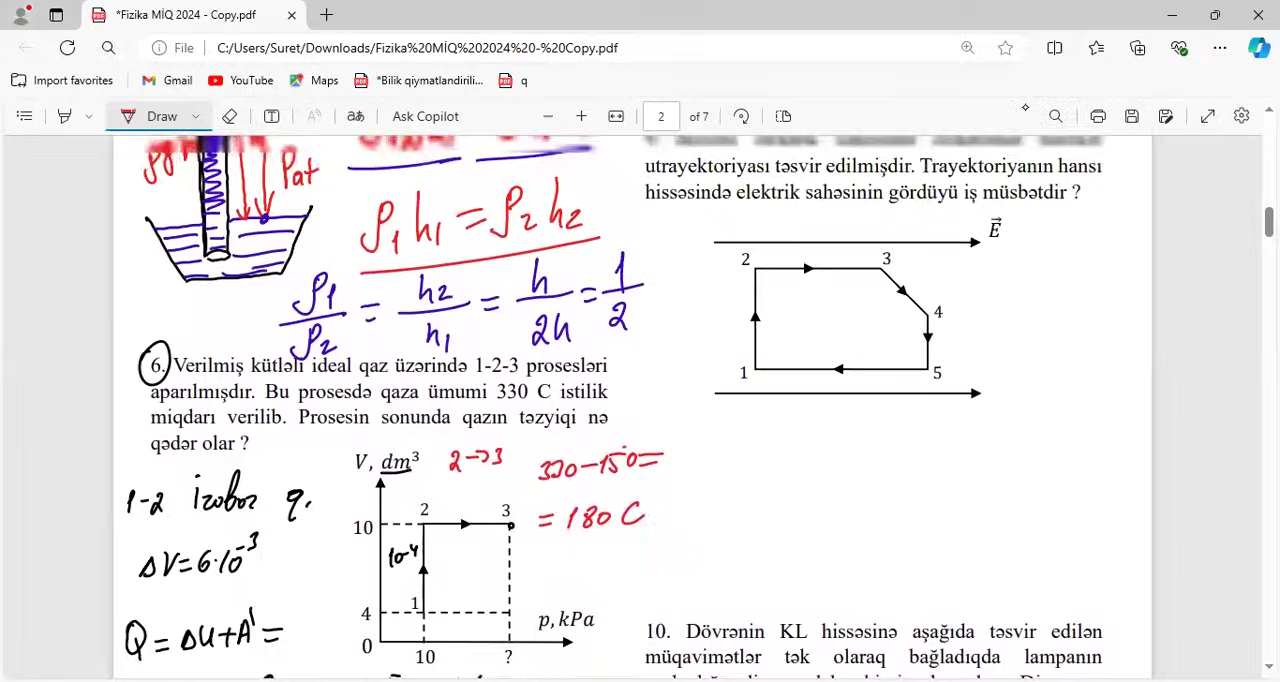 *Fizika MİQ 2024 - Copy.pdf
File C:/Users/Suret/Downloads/Fizika%20MİQ%202024%20-%20Copy.pdf
Import favorites Gmail YouTube Maps *Bilik qiymatlandirili... q
Draw aあ Ask Copilot 2 of 7
Pat
ρ1 h1 = ρ2 h2
ρ1/ρ2 = h2/h1 = h/2h = 1/2
6. Verilmiş kütləli ideal qaz üzərində 1-2-3 prosesləri
aparılmışdır. Bu prosesdə qaza ümumi 330 C istilik
miqdarı verilib. Prosesin sonunda qazın təzyiqi nə
qədər olar ?
V, dm³
2→3
330-150=
= 180 C
1-2 izobor q.
ΔV=6·10⁻³
Q = ΔU+A' =
10
2
3
4
1
0
10
?
p, kPa
utrayektoriyası təsvir edilmişdir. Trayektoriyanın hansı
hissəsində elektrik sahəsinin gördüyü iş müsbətdir ?
E
2
3
4
1
5
10. Dövrənin KL hissəsinə aşağıda təsvir edilən
müqavimətlər tək olaraq bağladıqda lampanın